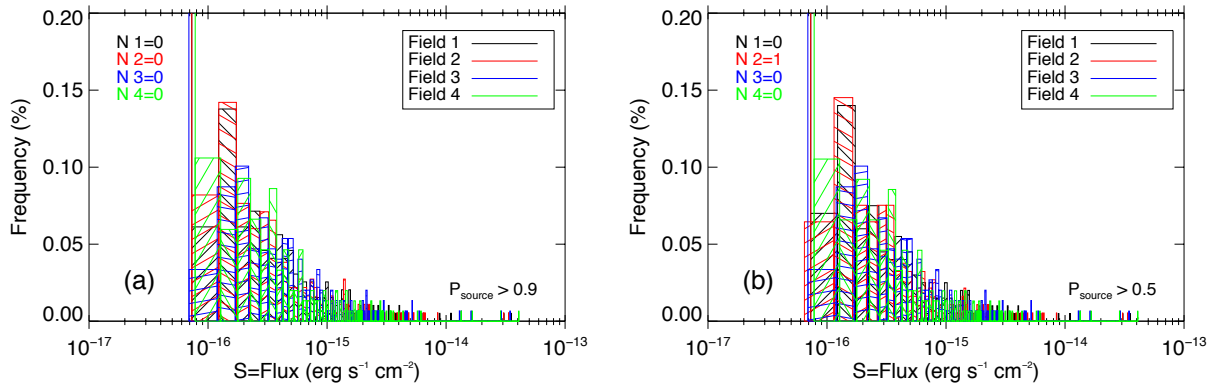 0.20
0.15
0.10
0.05
0.00
Frequency (%)
N 1=0
N 2=0
N 3=0
N 4=0
Field 1
Field 2
Field 3
Field 4
(a)
P_source > 0.9
10^-17 10^-16 10^-15 10^-14 10^-13
S=Flux (erg s^-1 cm^-2)
0.20
0.15
0.10
0.05
0.00
Frequency (%)
N 1=0
N 2=1
N 3=0
N 4=0
Field 1
Field 2
Field 3
Field 4
(b)
P_source > 0.5
10^-17 10^-16 10^-15 10^-14 10^-13
S=Flux (erg s^-1 cm^-2)